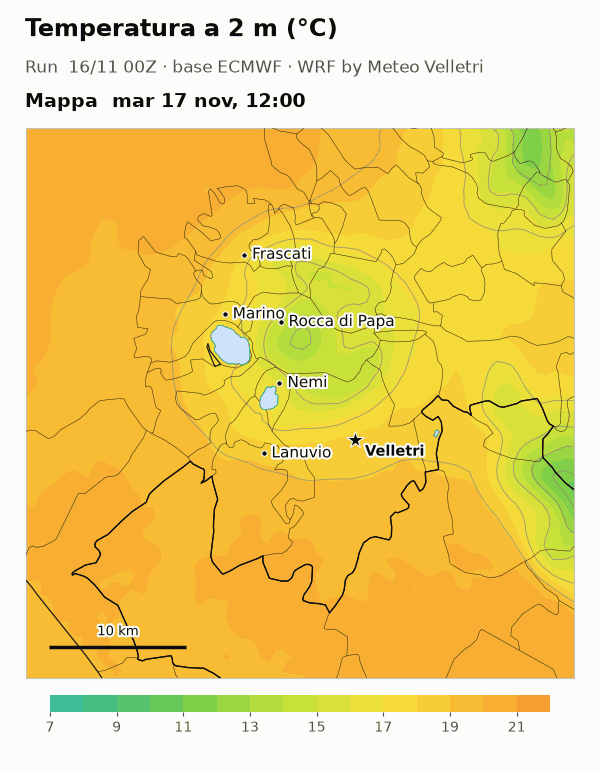 Temperatura a 2 m (°C)
Run  16/11 00Z · base ECMWF · WRF by Meteo Velletri
Mappa  mar 17 nov, 12:00
Frascati
Marino
Rocca di Papa
Nemi
Velletri
Lanuvio
10 km
7 9 11 13 15 17 19 21